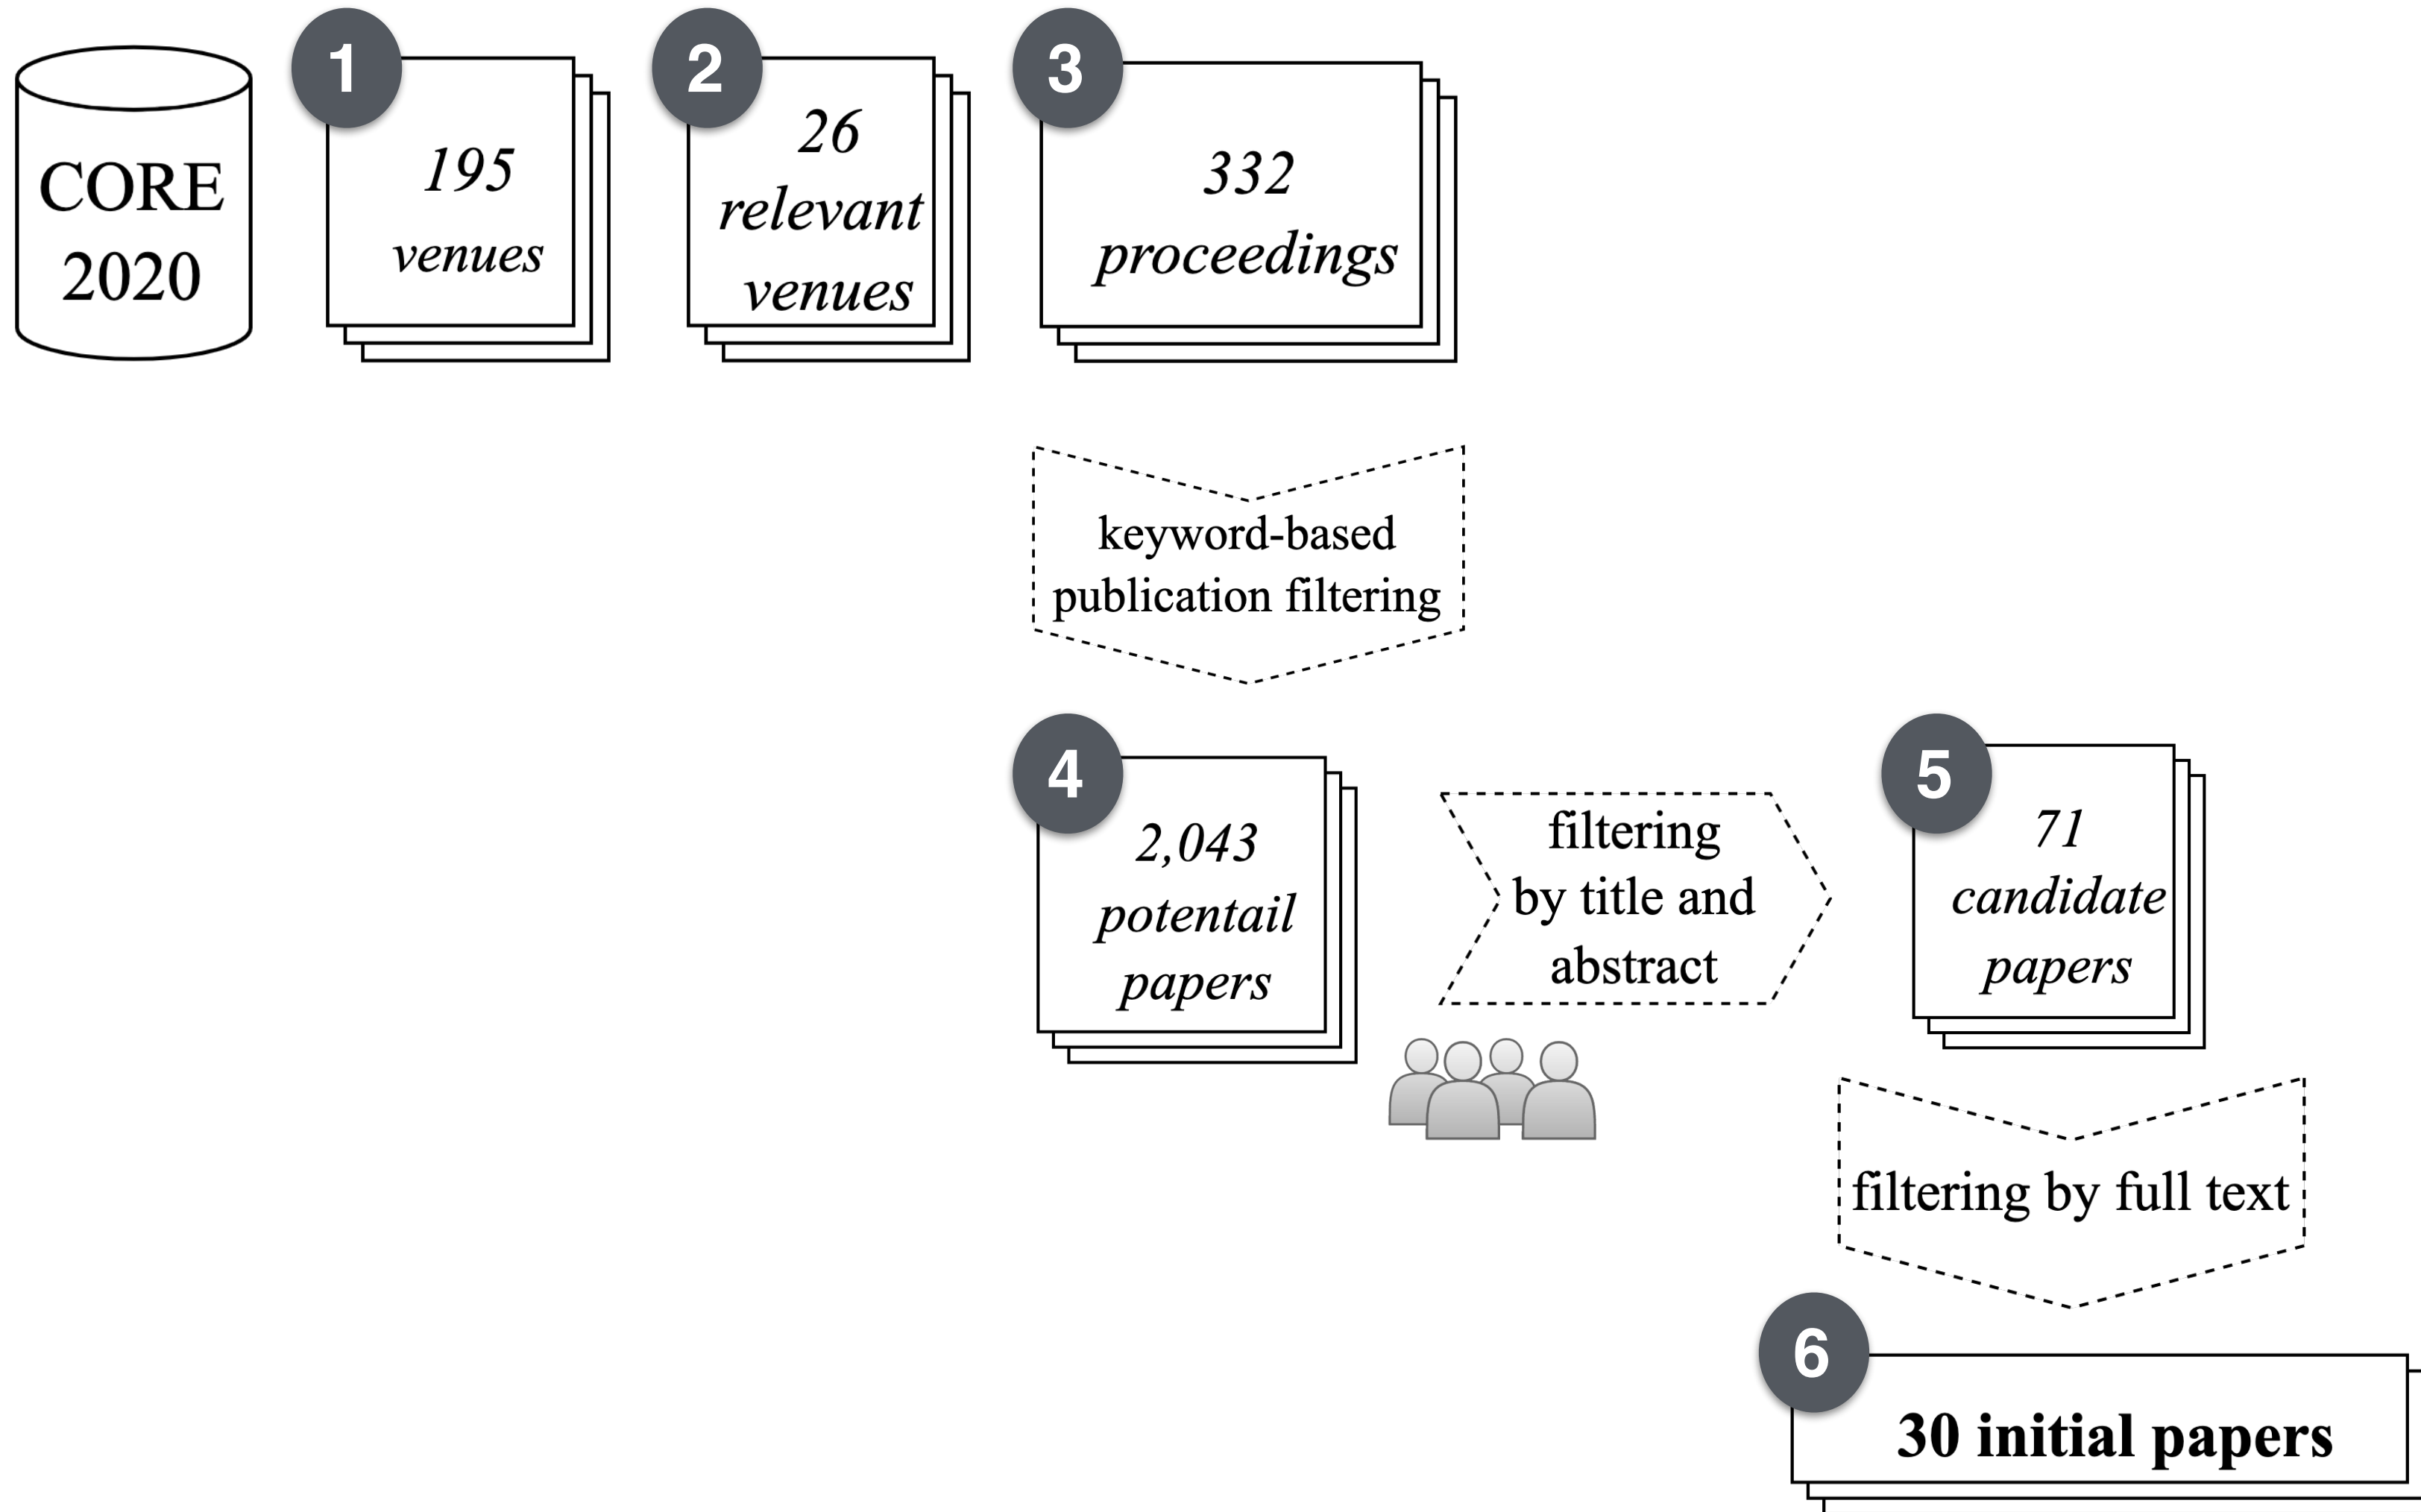 CORE
2020
1
195
venues
2
26
relevant
venues
3
332
proceedings
keyword-based
publication filtering
4
2,043
potentail
papers
filtering
by title and
abstract
5
71
candidate
papers
filtering by full text
6
30 initial papers